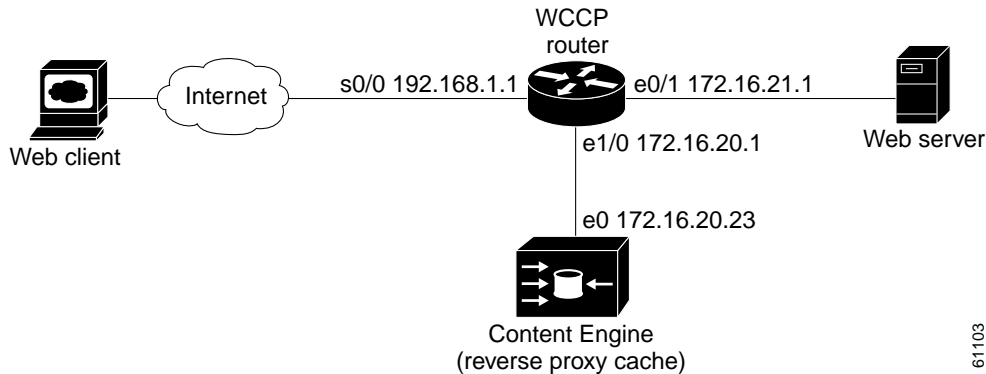 WCCP
router
Internet
s0/0 192.168.1.1
e0/1 172.16.21.1
Web client
e1/0 172.16.20.1
Web server
e0 172.16.20.23
Content Engine
(reverse proxy cache)
61103